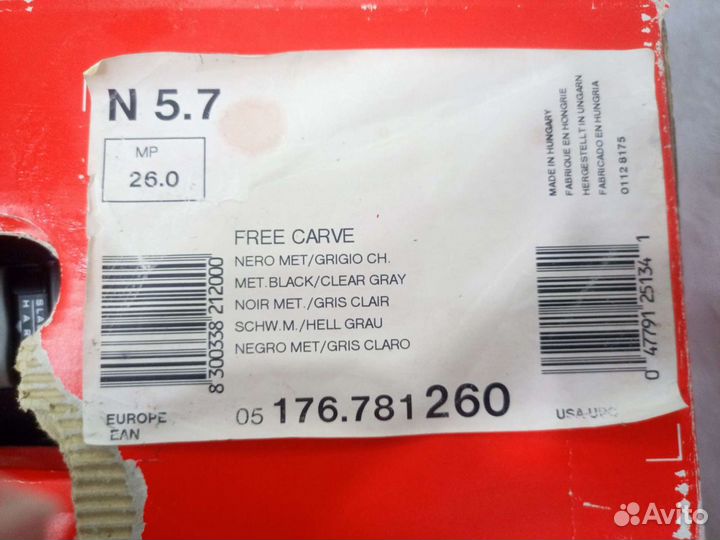 N 5.7
MP
26.0
FREE CARVE
NERO MET/GRIGIO CH.
MET.BLACK/CLEAR GRAY
NOIR MET./GRIS CLAIR
SCHW.M./HELL GRAU
NEGRO MET/GRIS CLARO
05 176.781 260
8 300338 212000
EUROPE
EAN
MADE IN HUNGARY
FABRIQUE EN HONGRIE
HERGESTELLT IN UNGARN
FABRICADO EN HUNGRIA
0112 8175
0 47791 25134 1
USA-UPC
Avito